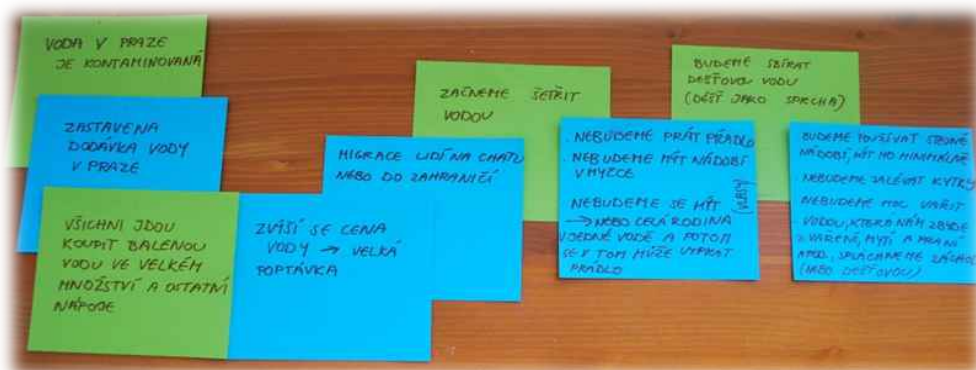 VODA V PRAZE
JE KONTAMINOVANÁ
ZASTAVENA
DODÁVKA VODY
V PRAZE
VŠICHNI JDOU
KOUPIT BALENOU
VODU VE VELKÉM
MNOŽSTVÍ A OSTATNÍ
NÁPOJE
ZVÝŠÍ SE CENA
VODY → VELKÁ
POPTÁVKA
MIGRACE LIDÍ NA CHATU
NEBO DO ZAHRANIČÍ
ZAČNEME ŠETŘIT
VODOU
. NEBUDEME PRÁT PRÁDLO
. NEBUDEME MÝT NÁDOBÍ
V MYČCE
NEBUDEME SE MÝT (VLASY)
→ NEBO CELÁ RODINA
V JEDNÉ VODĚ A POTOM
SE V TOM MŮŽE VYPRAT
PRÁDLO
BUDEME SBÍRAT
DEŠŤOVOU VODU
(DÉŠŤ JAKO SPRCHA)
BUDEME POUŽÍVAT STEJNÉ
NÁDOBÍ, MÝT HO MINIMÁLNĚ
NEBUDEME ZALÉVAT KYTKY
NEBUDEME MOC VAŘIT
VODOU, KTERÁ NÁM ZBYDE
Z VAŘENÍ, MYTÍ A PRANÍ
APOD., SPLÁCHNEME ZÁCHOD
(NEBO DEŠŤOVOU)